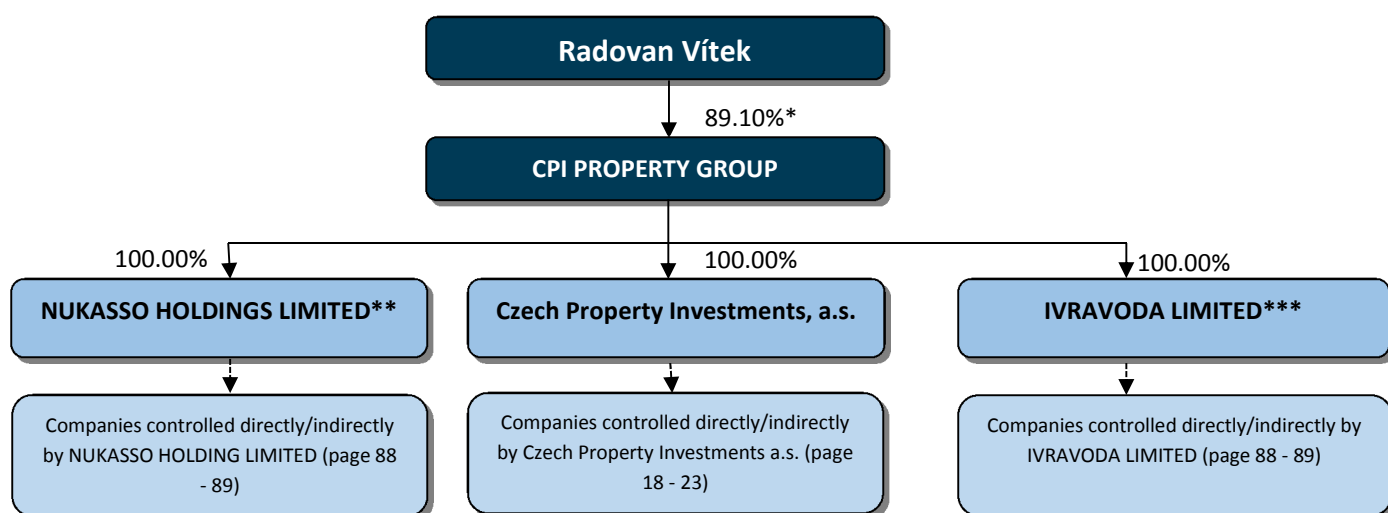 Radovan Vítek
89.10%*
CPI PROPERTY GROUP
100.00%
100.00%
100.00%
NUKASSO HOLDINGS LIMITED**
Czech Property Investments, a.s.
IVRAVODA LIMITED***
Companies controlled directly/indirectly
by NUKASSO HOLDING LIMITED (page 88
- 89)
Companies controlled directly/indirectly
by Czech Property Investments a.s. (page
18 - 23)
Companies controlled directly/indirectly by
IVRAVODA LIMITED (page 88 - 89)